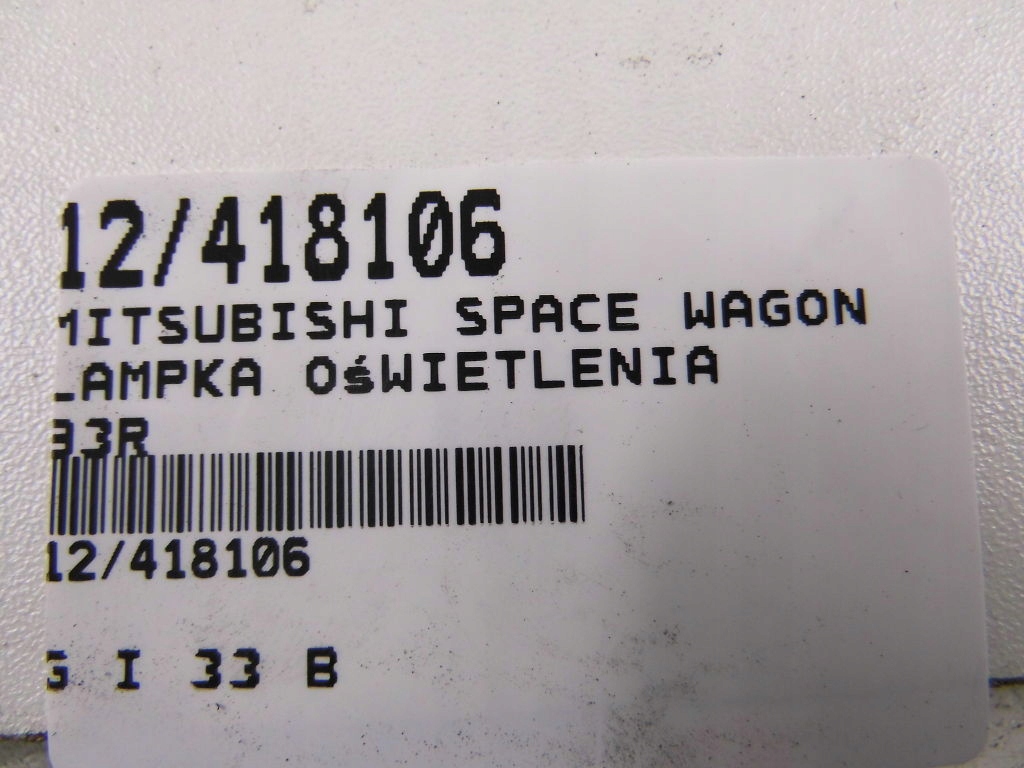 12/418106
MITSUBISHI SPACE WAGON
LAMPKA OśWIETLENIA
33R
12/418106
G I 33 B